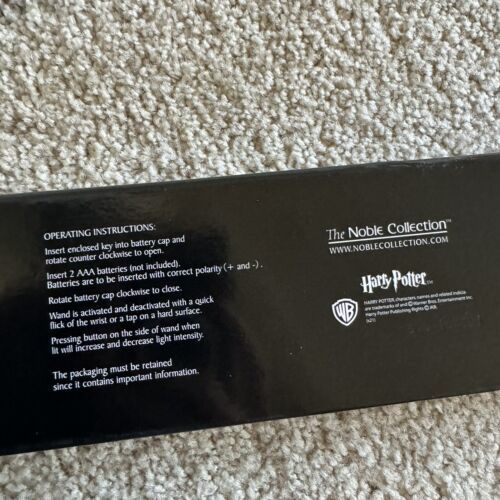 OPERATING INSTRUCTIONS:
Insert enclosed key into battery cap and
rotate counter clockwise to open.
Insert 2 AAA batteries (not included).
Batteries are to be inserted with correct polarity (+ and -).
Rotate battery cap clockwise to close.
Wand is activated and deactivated with a quick
flick of the wrist or a tap on a hard surface.
Pressing button on the side of wand when
lit will increase and decrease light intensity.
The packaging must be retained
since it contains important information.
The Noble Collection™
WWW.NOBLECOLLECTION.COM
Harry Potter™
WB
HARRY POTTER, characters, names and related indicia
are trademarks of and © Warner Bros. Entertainment Inc.
Harry Potter Publishing Rights © JKR.
(s21)